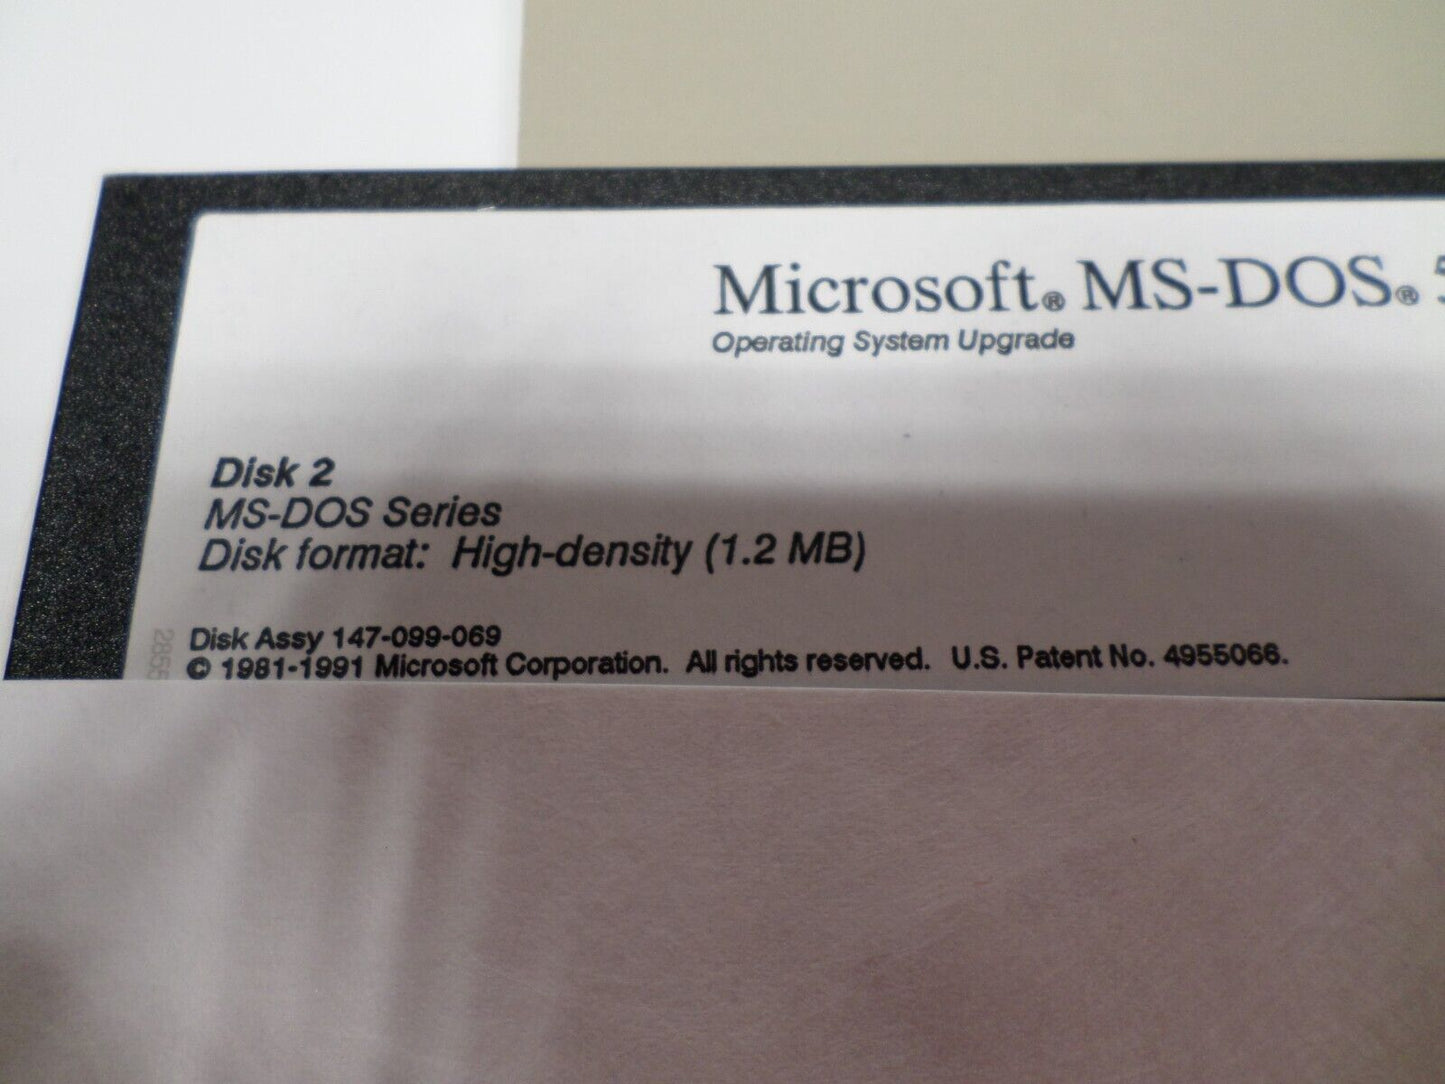 Microsoft® MS-DOS® 5
Operating System Upgrade
Disk 2
MS-DOS Series
Disk format: High-density (1.2 MB)
Disk Assy 147-099-069
© 1981-1991 Microsoft Corporation. All rights reserved. U.S. Patent No. 4955066.